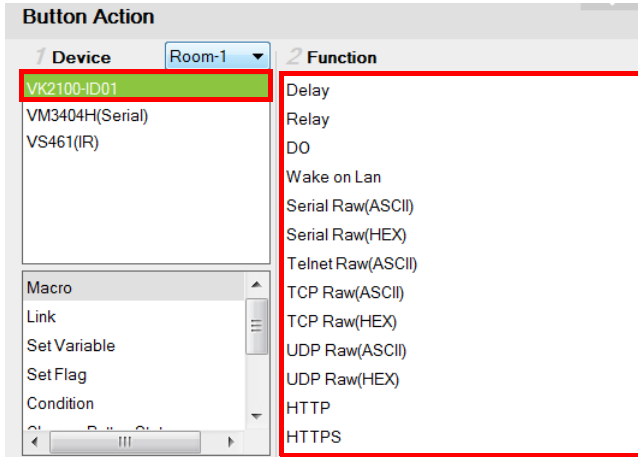 Button Action
1 Device
Room-1
2 Function
VK2100-ID01
VM3404H(Serial)
VS461(IR)
Macro
Link
Set Variable
Set Flag
Condition
Delay
Relay
DO
Wake on Lan
Serial Raw(ASCII)
Serial Raw(HEX)
Telnet Raw(ASCII)
TCP Raw(ASCII)
TCP Raw(HEX)
UDP Raw(ASCII)
UDP Raw(HEX)
HTTP
HTTPS